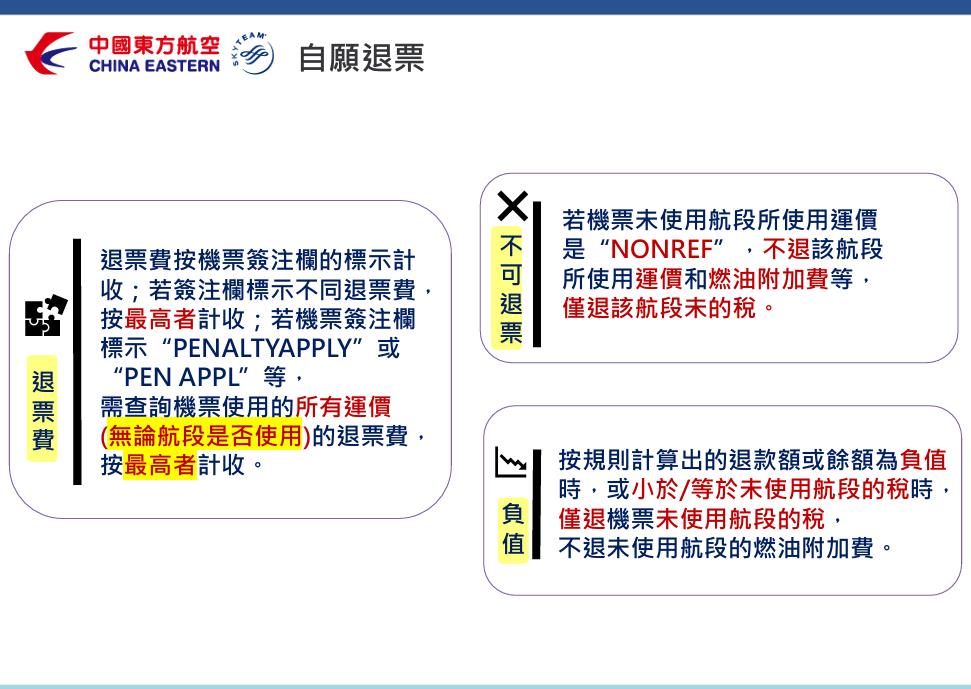 中國東方航空
CHINA EASTERN
SKYTEAM
自願退票
退票費
退票費按機票簽注欄的標示計
收；若簽注欄標示不同退票費，
按最高者計收；若機票簽注欄
標示“PENALTYAPPLY”或
“PEN APPL”等，
需查詢機票使用的所有運價
(無論航段是否使用)的退票費，
按最高者計收。
不可退票
若機票未使用航段所使用運價
是“NONREF”，不退該航段
所使用運價和燃油附加費等，
僅退該航段未的稅。
負值
按規則計算出的退款額或餘額為負值
時，或小於/等於未使用航段的稅時，
僅退機票未使用航段的稅，
不退未使用航段的燃油附加費。